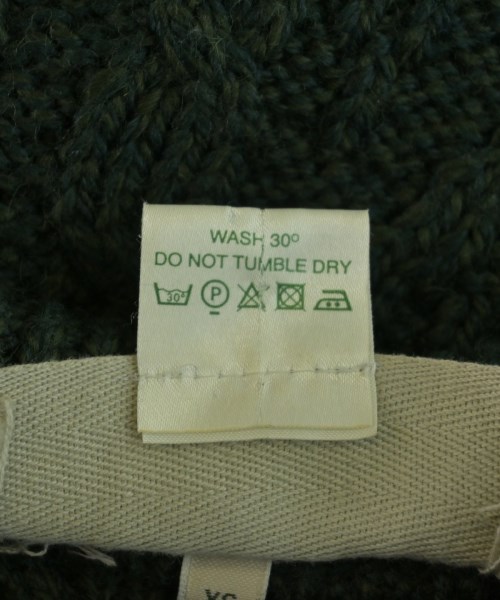 WASH 30º
DO NOT TUMBLE DRY
30º P
XS